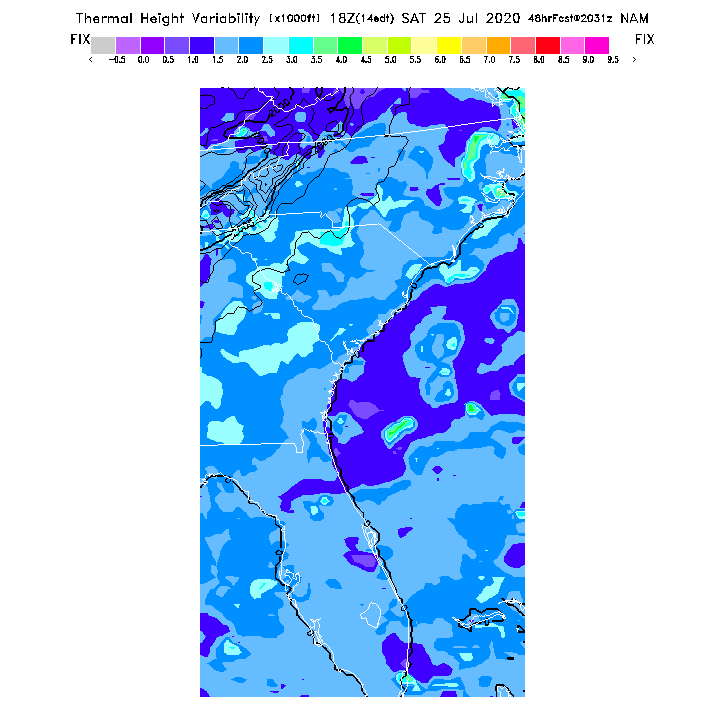 Thermal Height Variability [x1000ft] 18Z(14edt) SAT 25 Jul 2020 48hrFcst@2031z NAM
FIX FIX
< -0.5 0.0 0.5 1.0 1.5 2.0 2.5 3.0 3.5 4.0 4.5 5.0 5.5 6.0 6.5 7.0 7.5 8.0 8.5 9.0 9.5 >